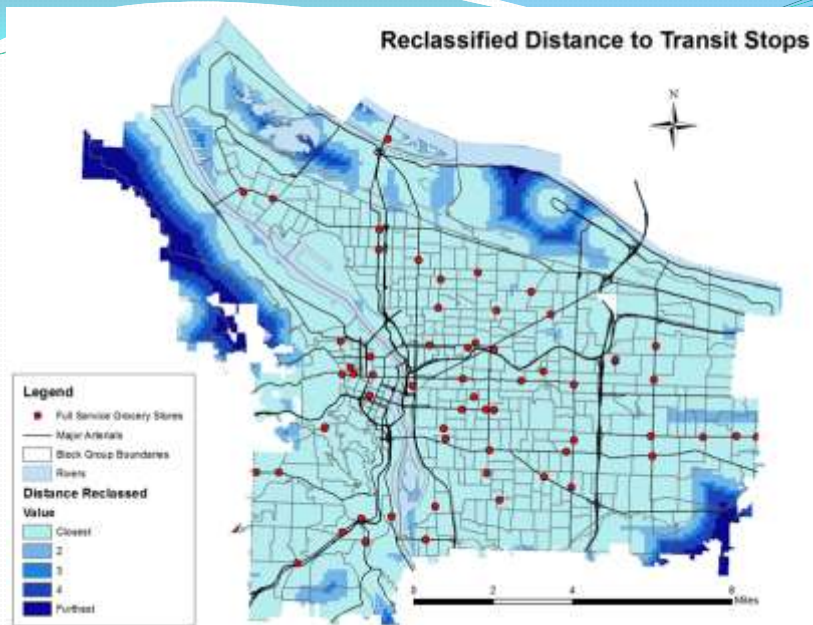 Reclassified Distance to Transit Stops
N
Legend
Full Service Grocery Stores
Major Arterials
Block Group Boundaries
Rivers
Distance Reclassed
Value
Closest
2
3
4
Furthest
0 2 4 8
Miles